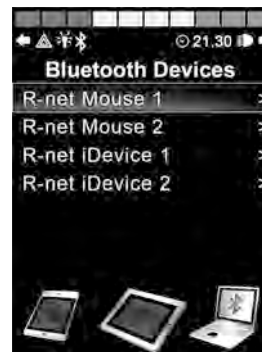 21.30
Bluetooth Devices
R-net Mouse 1 >
R-net Mouse 2 >
R-net iDevice 1 >
R-net iDevice 2 >